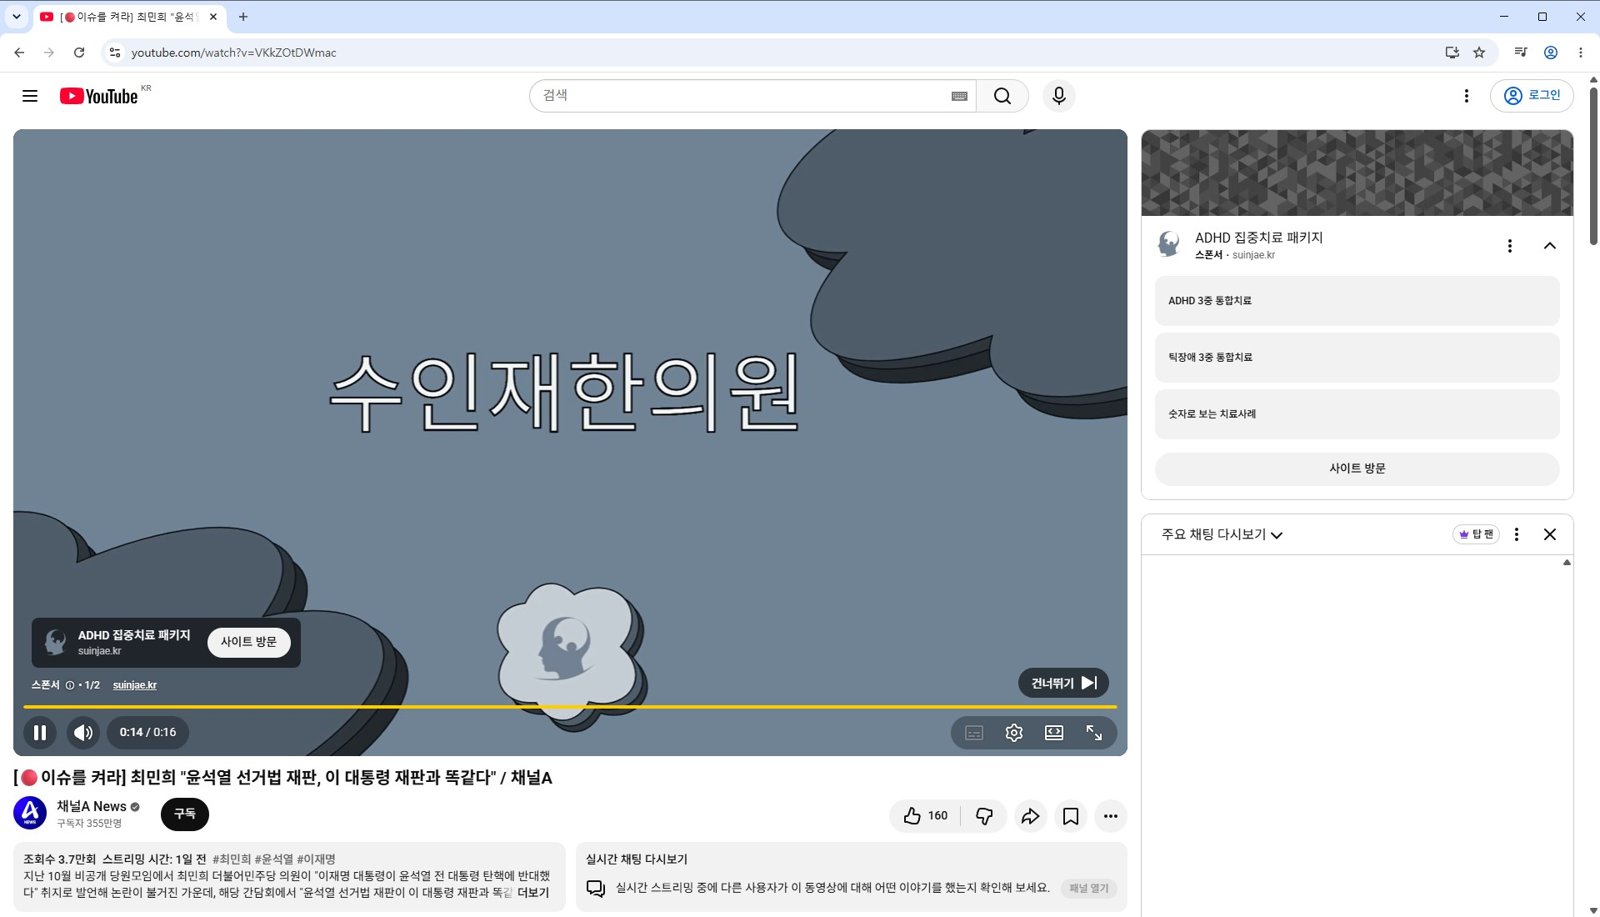 [🔴이슈를 켜라] 최민희 "윤석
youtube.com/watch?v=VKkZOtDWmac
YouTube KR
검색
로그인
수인재한의원
ADHD 집중치료 패키지
suinjae.kr
사이트 방문
스폰서 • 1/2 suinjae.kr
건너뛰기
0:14 / 0:16
[🔴이슈를 켜라] 최민희 "윤석열 선거법 재판, 이 대통령 재판과 똑같다" / 채널A
채널A News
구독자 355만명
구독
160
조회수 3.7만회 스트리밍 시간: 1일 전 #최민희 #윤석열 #이재명
지난 10월 비공개 당원모임에서 최민희 더불어민주당 의원이 "이재명 대통령이 윤석열 전 대통령 탄핵에 반대했
다" 취지로 발언해 논란이 불거진 가운데, 해당 간담회에서 "윤석열 선거법 재판이 이 대통령 재판과 똑같 더보기
실시간 채팅 다시보기
실시간 스트리밍 중에 다른 사용자가 이 동영상에 대해 어떤 이야기를 했는지 확인해 보세요.
패널 열기
ADHD 집중치료 패키지
스폰서 · suinjae.kr
ADHD 3중 통합치료
틱장애 3중 통합치료
숫자로 보는 치료사례
사이트 방문
주요 채팅 다시보기
탑 팬